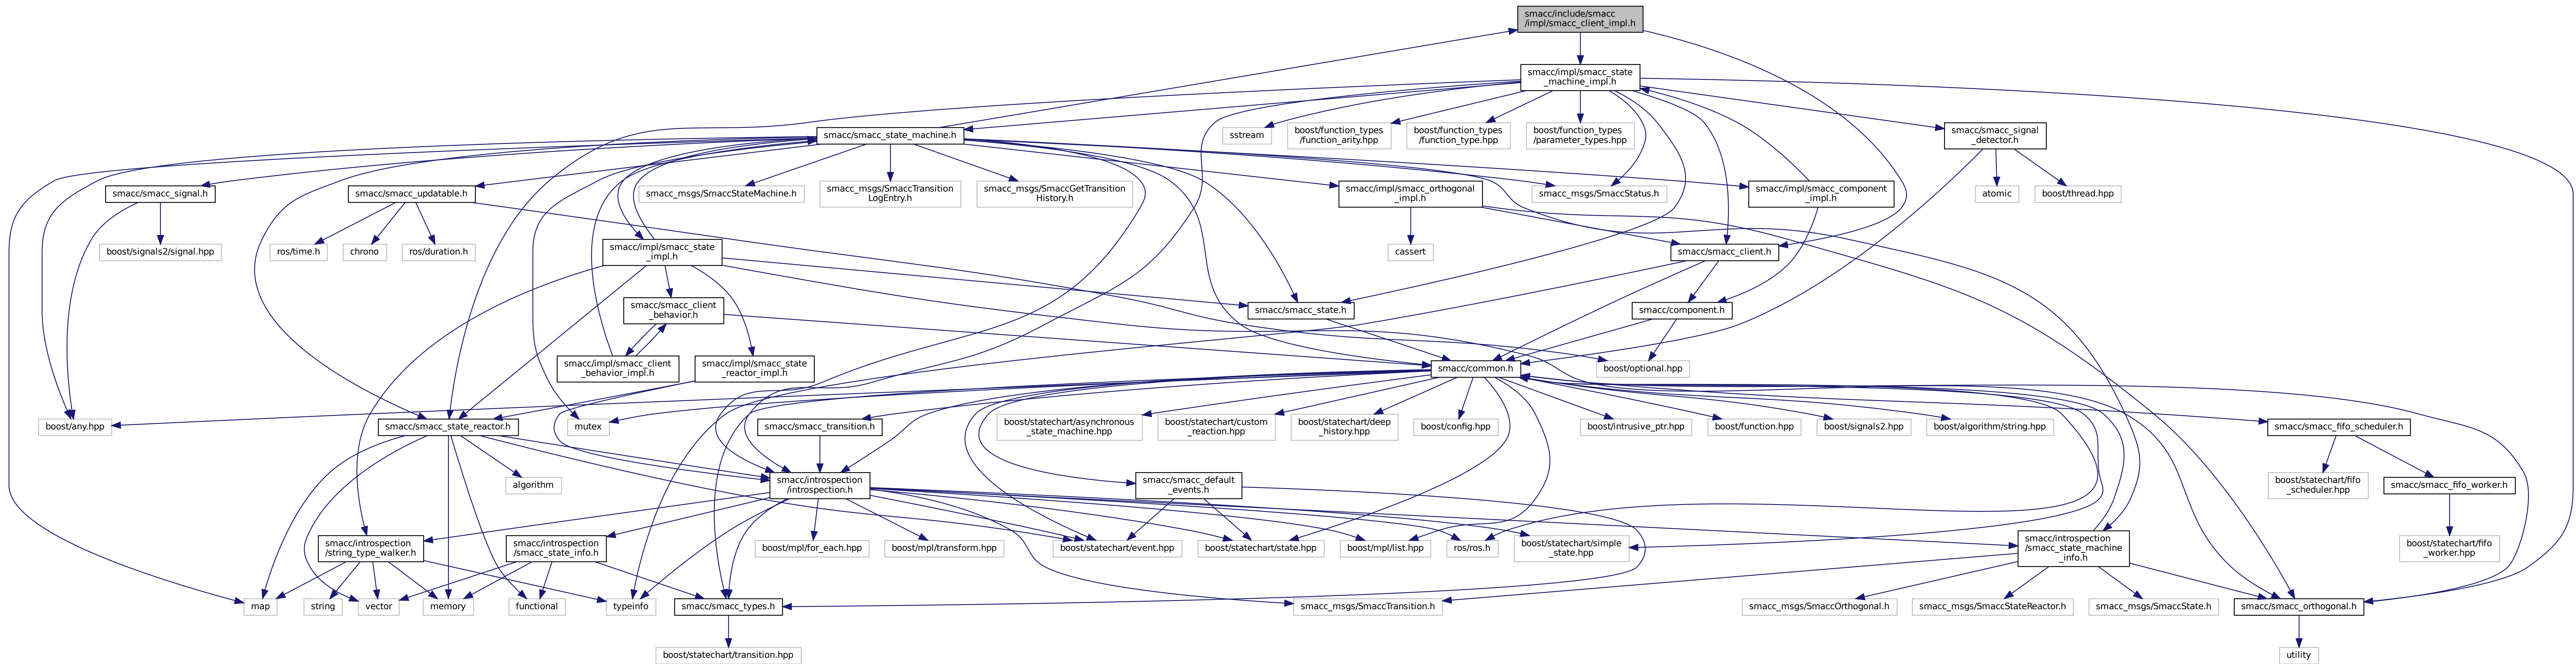 smacc/include/smacc
/impl/smacc_client_impl.h
smacc/impl/smacc_state
_machine_impl.h
smacc/smacc_state_machine.h
sstream
boost/function_types
/function_arity.hpp
boost/function_types
/function_type.hpp
boost/function_types
/parameter_types.hpp
smacc/smacc_signal
_detector.h
smacc/smacc_signal.h
smacc/smacc_updatable.h
smacc_msgs/SmaccStateMachine.h
smacc_msgs/SmaccTransition
LogEntry.h
smacc_msgs/SmaccGetTransition
History.h
smacc/impl/smacc_orthogonal
_impl.h
smacc_msgs/SmaccStatus.h
smacc/impl/smacc_component
_impl.h
atomic
boost/thread.hpp
boost/signals2/signal.hpp
ros/time.h
chrono
ros/duration.h
smacc/impl/smacc_state
_impl.h
cassert
smacc/smacc_client.h
smacc/smacc_client
_behavior.h
smacc/smacc_state.h
smacc/component.h
smacc/impl/smacc_client
_behavior_impl.h
smacc/impl/smacc_state
_reactor_impl.h
smacc/common.h
boost/optional.hpp
boost/any.hpp
smacc/smacc_state_reactor.h
mutex
smacc/smacc_transition.h
boost/statechart/asynchronous
_state_machine.hpp
boost/statechart/custom
_reaction.hpp
boost/statechart/deep
_history.hpp
boost/config.hpp
boost/intrusive_ptr.hpp
boost/function.hpp
boost/signals2.hpp
boost/algorithm/string.hpp
smacc/smacc_fifo_scheduler.h
algorithm
smacc/introspection
/introspection.h
smacc/smacc_default
_events.h
boost/statechart/fifo
_scheduler.hpp
smacc/smacc_fifo_worker.h
smacc/introspection
/string_type_walker.h
smacc/introspection
/smacc_state_info.h
boost/mpl/for_each.hpp
boost/mpl/transform.hpp
boost/statechart/event.hpp
boost/statechart/state.hpp
boost/mpl/list.hpp
ros/ros.h
boost/statechart/simple
_state.hpp
smacc/introspection
/smacc_state_machine
_info.h
boost/statechart/fifo
_worker.hpp
map
string
vector
memory
functional
typeinfo
smacc/smacc_types.h
smacc_msgs/SmaccTransition.h
smacc_msgs/SmaccOrthogonal.h
smacc_msgs/SmaccStateReactor.h
smacc_msgs/SmaccState.h
smacc/smacc_orthogonal.h
boost/statechart/transition.hpp
utility